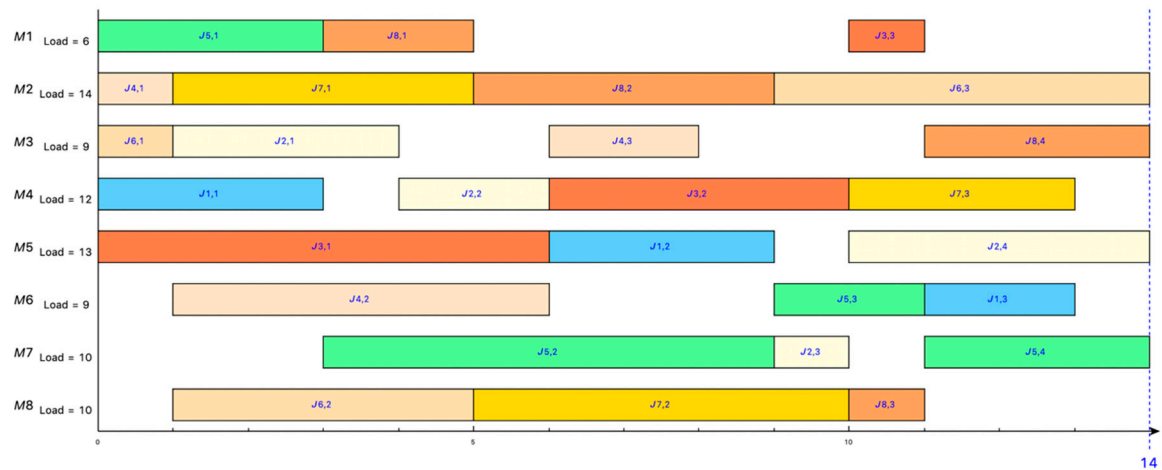 M1 Load = 6 J5,1 J8,1 J3,3
M2 Load = 14 J4,1 J7,1 J8,2 J6,3
M3 Load = 9 J6,1 J2,1 J4,3 J8,4
M4 Load = 12 J1,1 J2,2 J3,2 J7,3
M5 Load = 13 J3,1 J1,2 J2,4
M6 Load = 9 J4,2 J5,3 J1,3
M7 Load = 10 J5,2 J2,3 J5,4
M8 Load = 10 J6,2 J7,2 J8,3
0 5 10
14